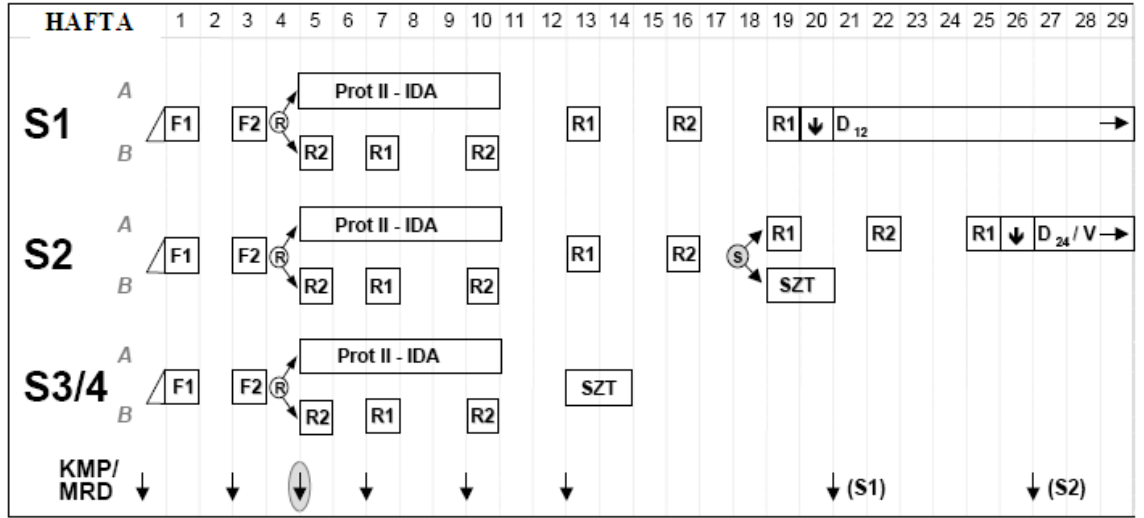 HAFTA 1 2 3 4 5 6 7 8 9 10 11 12 13 14 15 16 17 18 19 20 21 22 23 24 25 26 27 28 29
A Prot II - IDA
S1 F1 F2 R R1 R2 R1 D 12
B R2 R1 R2
A Prot II - IDA R1 R2 R1 D 24 / V
S2 F1 F2 R R1 R2 S
B R2 R1 R2 SZT
A Prot II - IDA
S3/4 F1 F2 R SZT
B R2 R1 R2
KMP/
MRD (S1) (S2)